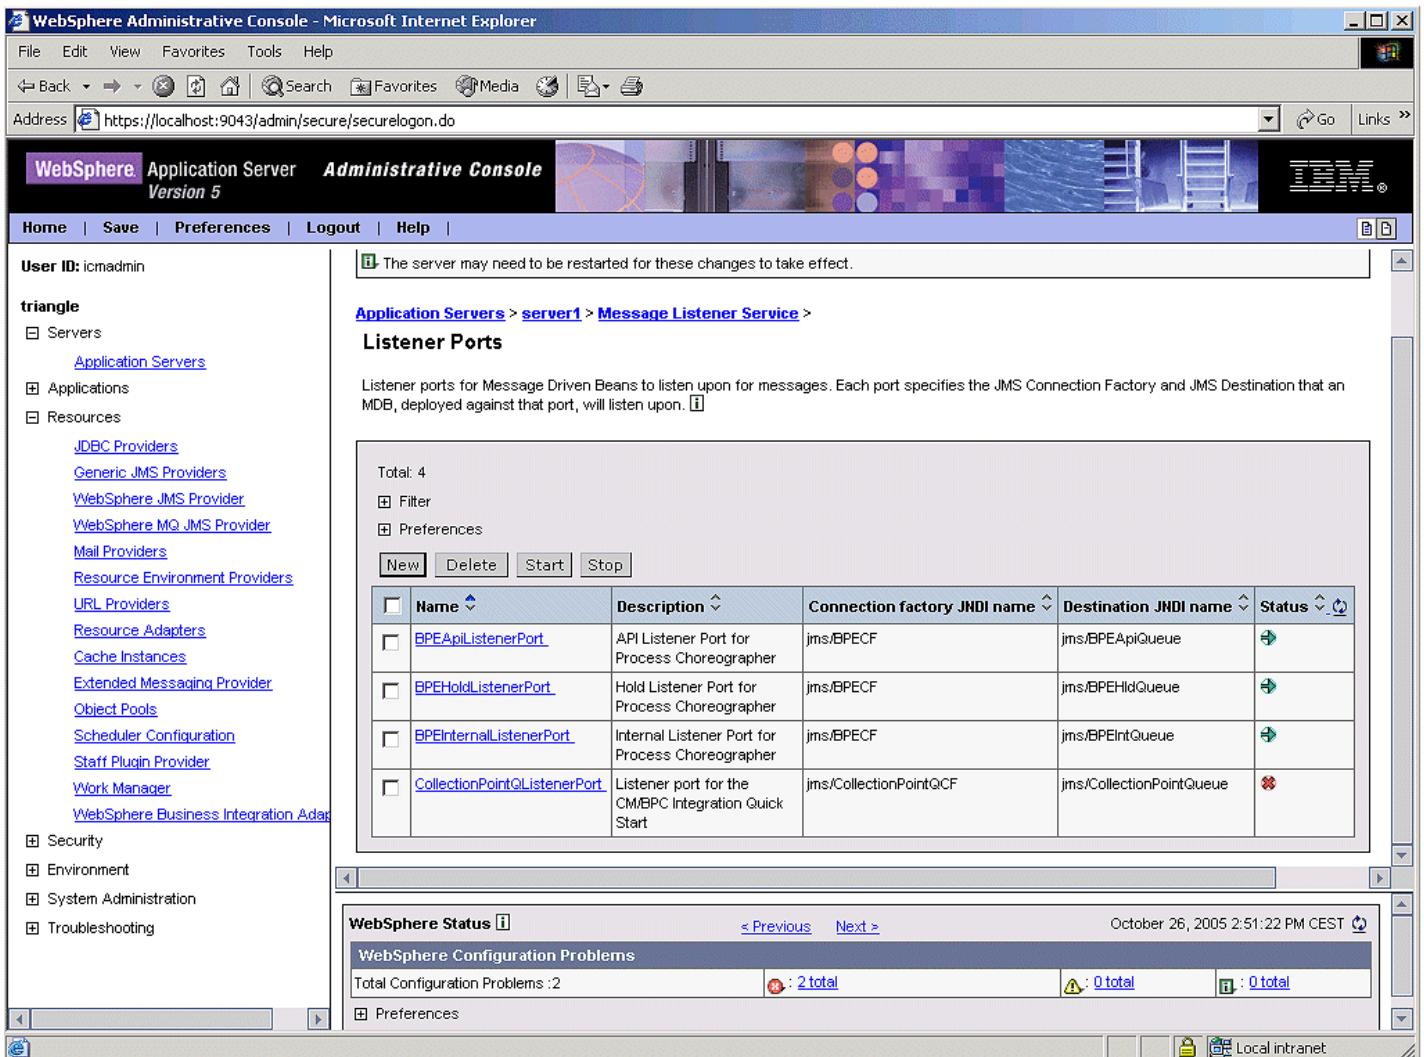 WebSphere Administrative Console - Microsoft Internet Explorer
File Edit View Favorites Tools Help
Back Search Favorites Media
Address https://localhost:9043/admin/secure/securelogon.do Go Links »
WebSphere Application Server Administrative Console
Version 5
IBM®
Home | Save | Preferences | Logout | Help |
User ID: icmadmin
triangle
Servers
Application Servers
Applications
Resources
JDBC Providers
Generic JMS Providers
WebSphere JMS Provider
WebSphere MQ JMS Provider
Mail Providers
Resource Environment Providers
URL Providers
Resource Adapters
Cache Instances
Extended Messaging Provider
Object Pools
Scheduler Configuration
Staff Plugin Provider
Work Manager
WebSphere Business Integration Adap
Security
Environment
System Administration
Troubleshooting
The server may need to be restarted for these changes to take effect.
Application Servers > server1 > Message Listener Service >
Listener Ports
Listener ports for Message Driven Beans to listen upon for messages. Each port specifies the JMS Connection Factory and JMS Destination that an
MDB, deployed against that port, will listen upon.
Total: 4
Filter
Preferences
New Delete Start Stop
Name Description Connection factory JNDI name Destination JNDI name Status
BPEApiListenerPort API Listener Port for jms/BPECF jms/BPEApiQueue
Process Choreographer
BPEHoldListenerPort Hold Listener Port for jms/BPECF jms/BPEHldQueue
Process Choreographer
BPEInternalListenerPort Internal Listener Port for jms/BPECF jms/BPEIntQueue
Process Choreographer
CollectionPointQListenerPort Listener port for the jms/CollectionPointQCF jms/CollectionPointQueue
CM/BPC Integration Quick
Start
WebSphere Status < Previous Next > October 26, 2005 2:51:22 PM CEST
WebSphere Configuration Problems
Total Configuration Problems :2 : 2 total : 0 total : 0 total
Preferences
Local intranet